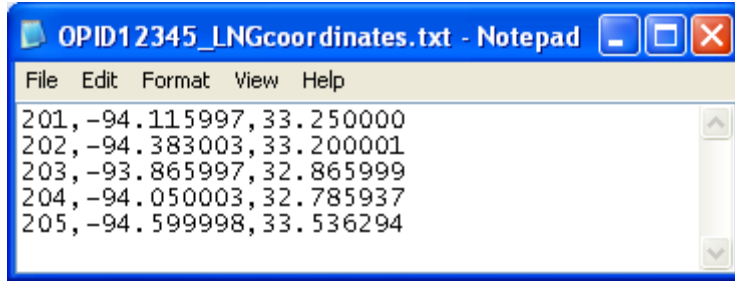 OPID12345_LNGcoordinates.txt - Notepad
File Edit Format View Help
201,-94.115997,33.250000
202,-94.383003,33.200001
203,-93.865997,32.865999
204,-94.050003,32.785937
205,-94.599998,33.536294